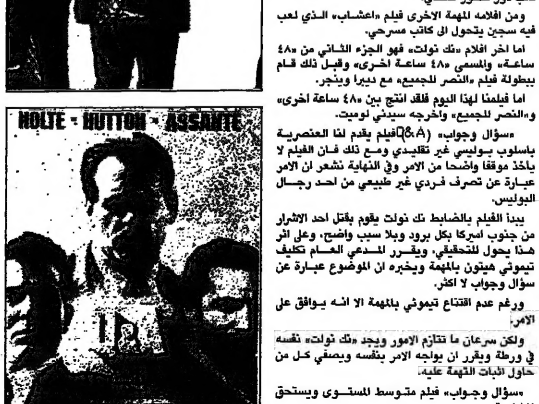 ومن افلامه المهمة الاخرى فيلم «اعشاب» الذي لعب
فيه سجين يتحول الى كاتب مسرحي.
اما اخر افلام «نك نولت» فهو الجزء الثاني من «٤٨
ساعة» والمسمى «٤٨ ساعة اخرى» وقبل ذلك قام
ببطولة فيلم «النصر للجميع» مع ديبرا وينجر.
اما فيلمنا لهذا اليوم فلقد انتج بين «٤٨ ساعة اخرى»
و«النصر للجميع» واخرجه سيدني لوميت.
«سؤال وجواب» (Q&A) فيلم يقدم لنا العنصرية
باسلوب بوليسي غير تقليدي ومع ذلك فان الفيلم لا
يأخذ موقفا واضحا من الامر وفي النهاية نشعر ان الامر
عبارة عن تصرف فردي غير طبيعي من احد رجال
البوليس.
يبدأ الفيلم بالضابط نك نولت يقوم بقتل احد الاشرار
من جنوب اميركا بكل برود وبلا سبب واضح، وعلى اثر
هذا يحول للتحقيق، ويقرر المدعي العام تكليف
تيموثي هيتون بالمهمة ويخبره ان الموضوع عبارة عن
سؤال وجواب لا اكثر.
ورغم عدم اقتناع تيموثي بالمهمة الا انه يوافق على
الامر.
ولكن سرعان ما تتازم الامور ويجد «نك نولت» نفسه
في ورطة ويقرر ان يواجه الامر بنفسه ويصفي كل من
حاول اثبات التهمة عليه.
«سؤال وجواب» فيلم متوسط المستوى ويستحق
NOLTE - HUTTON - ASSANTE